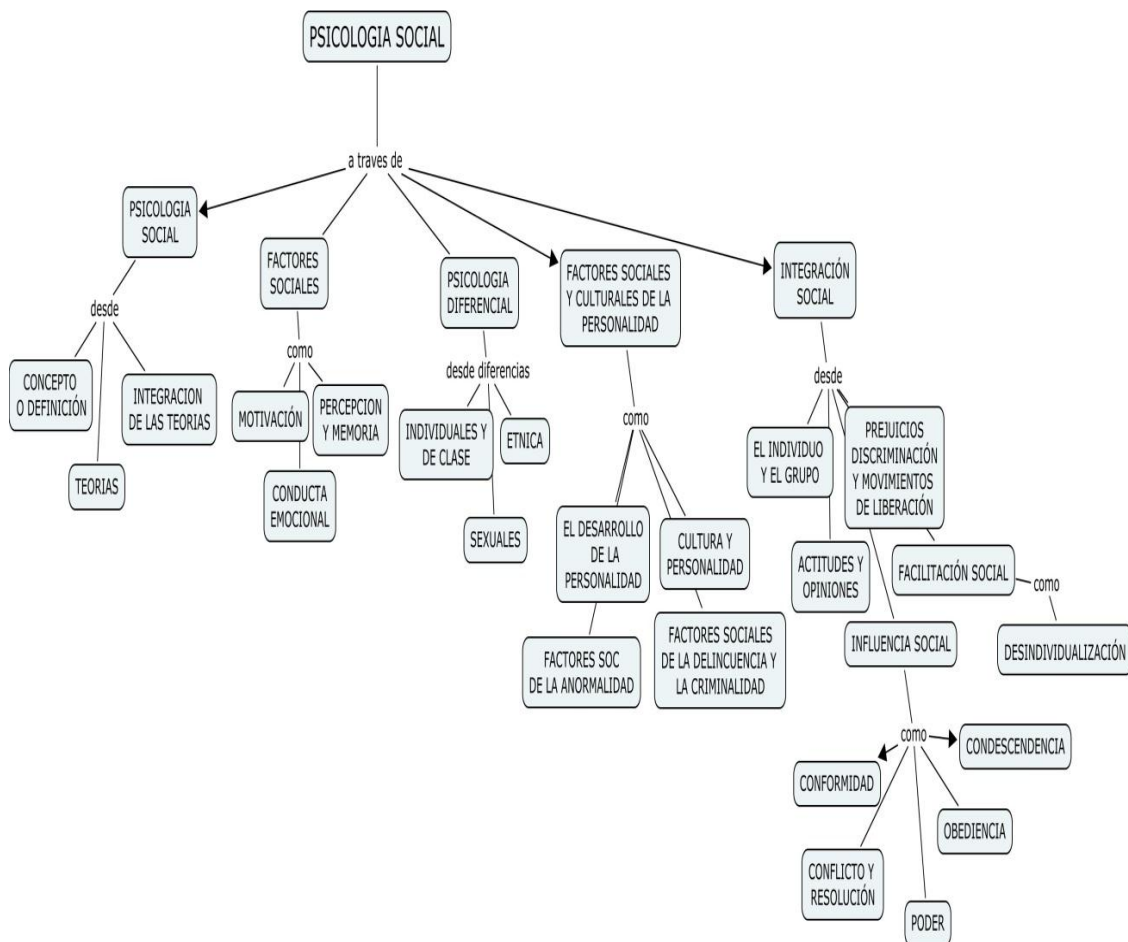 PSICOLOGIA SOCIAL
a traves de
PSICOLOGIA
SOCIAL
FACTORES
SOCIALES
PSICOLOGIA
DIFERENCIAL
FACTORES SOCIALES
Y CULTURALES DE LA
PERSONALIDAD
INTEGRACIÓN
SOCIAL
desde
como
desde diferencias
como
desde
CONCEPTO
O DEFINICIÓN
INTEGRACION
DE LAS TEORIAS
TEORIAS
MOTIVACIÓN
PERCEPCION
Y MEMORIA
CONDUCTA
EMOCIONAL
INDIVIDUALES Y
DE CLASE
ETNICA
SEXUALES
EL DESARROLLO
DE LA
PERSONALIDAD
CULTURA Y
PERSONALIDAD
FACTORES SOC
DE LA ANORMALIDAD
FACTORES SOCIALES
DE LA DELINCUENCIA Y
LA CRIMINALIDAD
EL INDIVIDUO
Y EL GRUPO
PREJUICIOS
DISCRIMINACIÓN
Y MOVIMIENTOS
DE LIBERACIÓN
ACTITUDES Y
OPINIONES
FACILITACIÓN SOCIAL
como
DESINDIVIDUALIZACIÓN
INFLUENCIA SOCIAL
como
CONDESCENDENCIA
CONFORMIDAD
OBEDIENCIA
CONFLICTO Y
RESOLUCIÓN
PODER